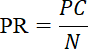 PR = PC / N